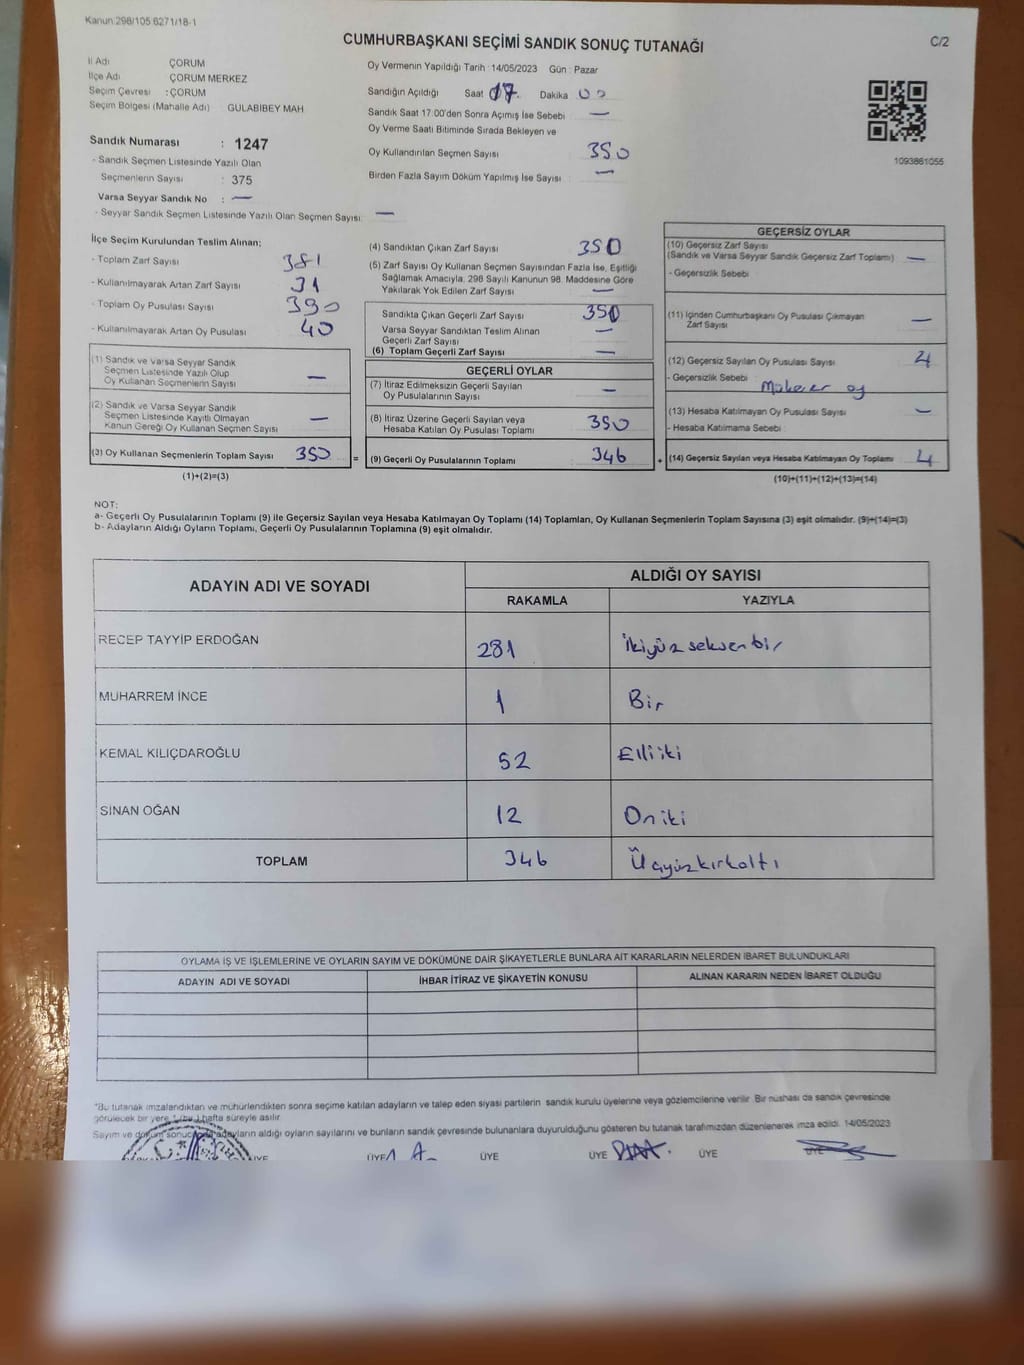 Kanun 298/105 6271/18-1
CUMHURBAŞKANI SEÇİMİ SANDIK SONUÇ TUTANAĞI
C/2
İl Adı ÇORUM
İlçe Adı ÇORUM MERKEZ
Seçim Çevresi : ÇORUM
Seçim Bölgesi (Mahalle Adı) GULABIBEY MAH
Sandık Numarası : 1247
- Sandık Seçmen Listesinde Yazılı Olan
Seçmenlerin Sayısı : 375
Varsa Seyyar Sandık No : —
- Seyyar Sandık Seçmen Listesinde Yazılı Olan Seçmen Sayısı : —
Oy Vermenin Yapıldığı Tarih : 14/05/2023 Gün : Pazar
Sandığın Açıldığı Saat 17 Dakika 00
Sandık Saat 17:00'den Sonra Açımış İse Sebebi : —
Oy Verme Saati Bitiminde Sırada Bekleyen ve
Oy Kullandırılan Seçmen Sayısı : 350
Birden Fazla Sayım Döküm Yapılmış İse Sayısı : —
1093861055
İlçe Seçim Kurulundan Teslim Alınan;
- Toplam Zarf Sayısı 381
- Kullanılmayarak Artan Zarf Sayısı 31
- Toplam Oy Pusulası Sayısı 390
- Kullanılmayarak Artan Oy Pusulası 40
(1) Sandık ve Varsa Seyyar Sandık
Seçmen Listesinde Yazılı Olup
Oy Kullanan Seçmenlerin Sayısı —
(2) Sandık ve Varsa Seyyar Sandık
Seçmen Listesinde Kayıtlı Olmayan
Kanun Gereği Oy Kullanan Seçmen Sayısı —
(3) Oy Kullanan Seçmenlerin Toplam Sayısı 350 =
(1)+(2)=(3)
(4) Sandıktan Çıkan Zarf Sayısı 350
(5) Zarf Sayısı Oy Kullanan Seçmen Sayısından Fazla İse, Eşitliği
Sağlamak Amacıyla, 298 Sayılı Kanunun 98. Maddesine Göre
Yakılarak Yok Edilen Zarf Sayısı —
Sandıkta Çıkan Geçerli Zarf Sayısı 350
Varsa Seyyar Sandıktan Teslim Alınan
Geçerli Zarf Sayısı —
(6) Toplam Geçerli Zarf Sayısı —
GEÇERLİ OYLAR
(7) İtiraz Edilmeksizin Geçerli Sayılan
Oy Pusulalarının Sayısı —
(8) İtiraz Üzerine Geçerli Sayılan veya
Hesaba Katılan Oy Pusulası Toplamı 350
(9) Geçerli Oy Pusulalarının Toplamı 346 +
GEÇERSİZ OYLAR
(10) Geçersiz Zarf Sayısı
(Sandık ve Varsa Seyyar Sandık Geçersiz Zarf Toplamı) —
- Geçersizlik Sebebi
(11) İçinden Cumhurbaşkanı Oy Pusulası Çıkmayan
Zarf Sayısı —
(12) Geçersiz Sayılan Oy Pusulası Sayısı 4
- Geçersizlik Sebebi oy
(13) Hesaba Katılmayan Oy Pusulası Sayısı —
- Hesaba Katılmama Sebebi
(14) Geçersiz Sayılan veya Hesaba Katılmayan Oy Toplamı 4
(10)+(11)+(12)+(13)=(14)
NOT:
a- Geçerli Oy Pusulalarının Toplamı (9) ile Geçersiz Sayılan veya Hesaba Katılmayan Oy Toplamı (14) Toplamları, Oy Kullanan Seçmenlerin Toplam Sayısına (3) eşit olmalıdır. (9)+(14)=(3)
b- Adayların Aldığı Oyların Toplamı, Geçerli Oy Pusulalarının Toplamına (9) eşit olmalıdır.
ADAYIN ADI VE SOYADI ALDIĞI OY SAYISI
RAKAMLA YAZIYLA
RECEP TAYYİP ERDOĞAN 281 İkiyüz seksen bir
MUHARREM İNCE 1 Bir
KEMAL KILIÇDAROĞLU 52 Elliiki
SİNAN OĞAN 12 Oniki
TOPLAM 346 Üçyüzkırkaltı
OYLAMA İŞ VE İŞLEMLERİNE VE OYLARIN SAYIM VE DÖKÜMÜNE DAİR ŞİKAYETLERLE BUNLARA AİT KARARLARIN NELERDEN İBARET BULUNDUKLARI
ADAYIN ADI VE SOYADI İHBAR İTİRAZ VE ŞİKAYETİN KONUSU ALINAN KARARIN NEDEN İBARET OLDUĞU
"Bu tutanak imzalandıktan ve mühürlendikten sonra seçime katılan adayların ve talep eden siyasi partilerin sandık kurulu üyelerine veya gözlemcilerine verilir. Bir nüshası da sandık çevresinde
görülecek bir yere hafta süreyle asılır.
Sayım ve döküm adayların aldığı oyların sayılarını ve bunların sandık çevresinde bulunanlara duyurulduğunu gösteren bu tutanak tarafımızdan düzenlenerek imza edildi. 14/05/2023
ÜYE ÜYE ÜYE ÜYE ÜYE ÜYE